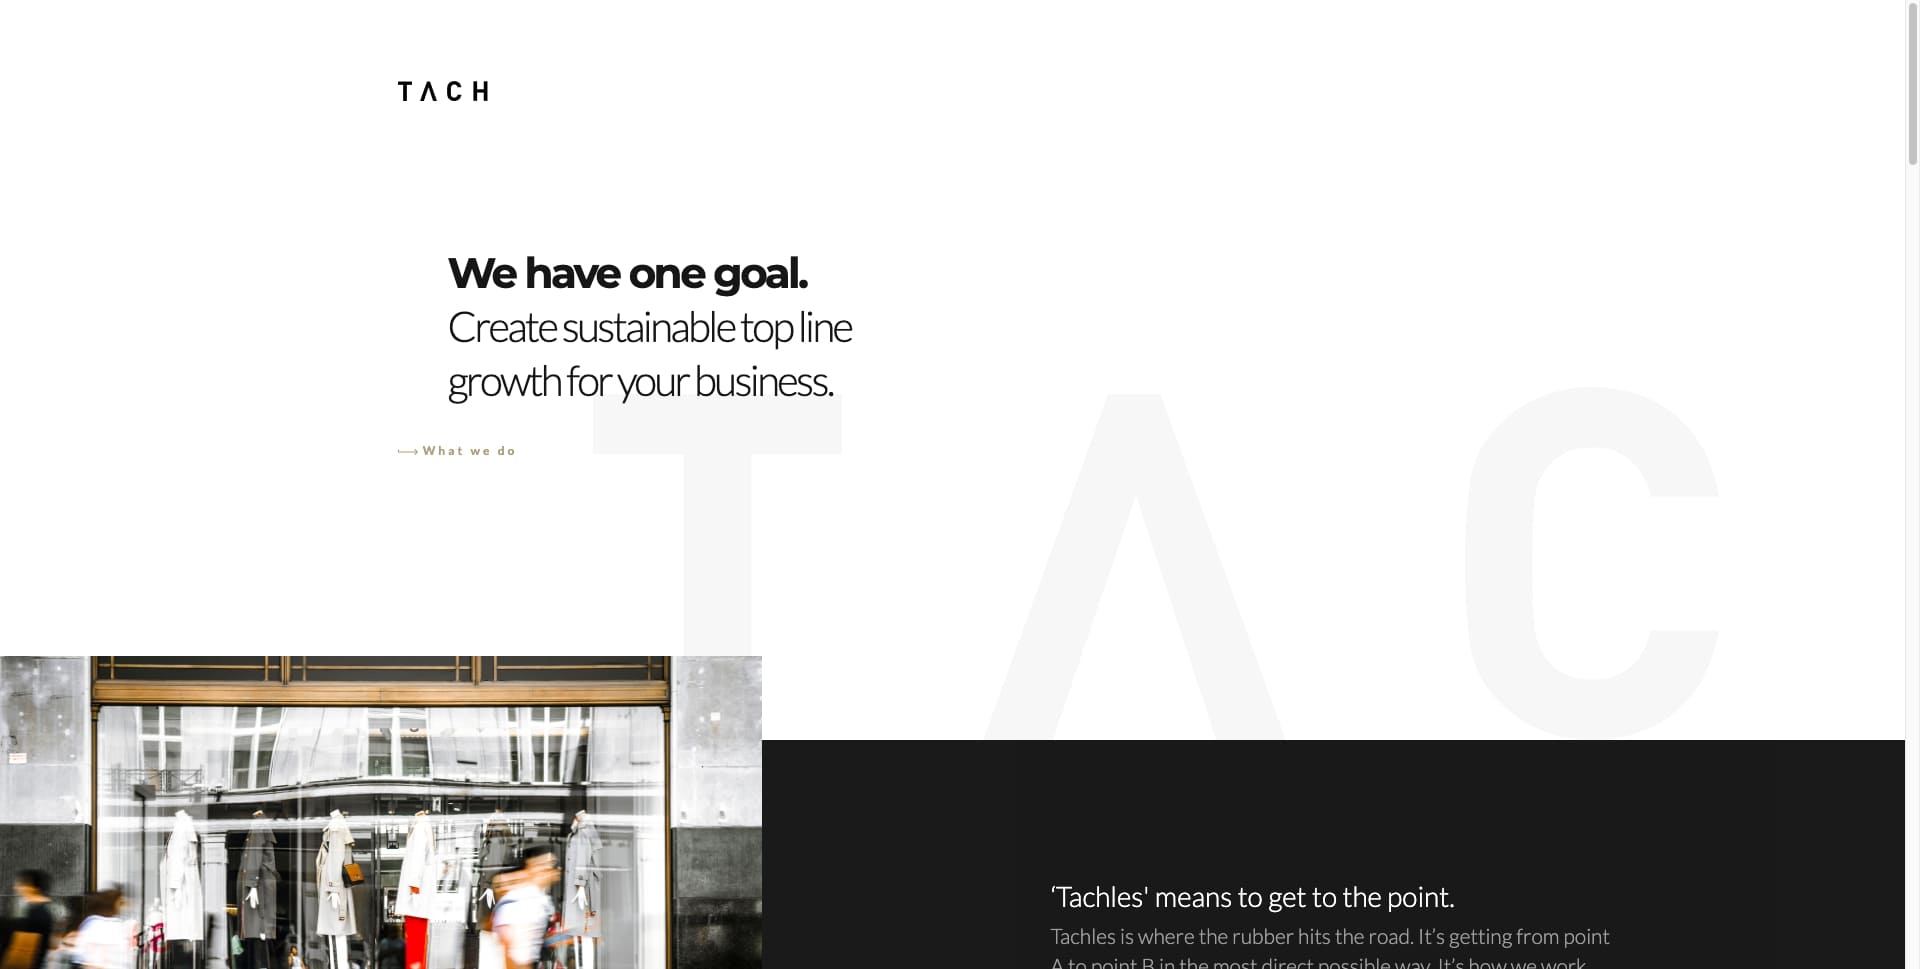 TACH
We have one goal.
Create sustainable top line
growth for your business.
What we do
TAC
‘Tachles' means to get to the point.
Tachles is where the rubber hits the road. It’s getting from point
A to point B in the most direct possible way. It’s how we work